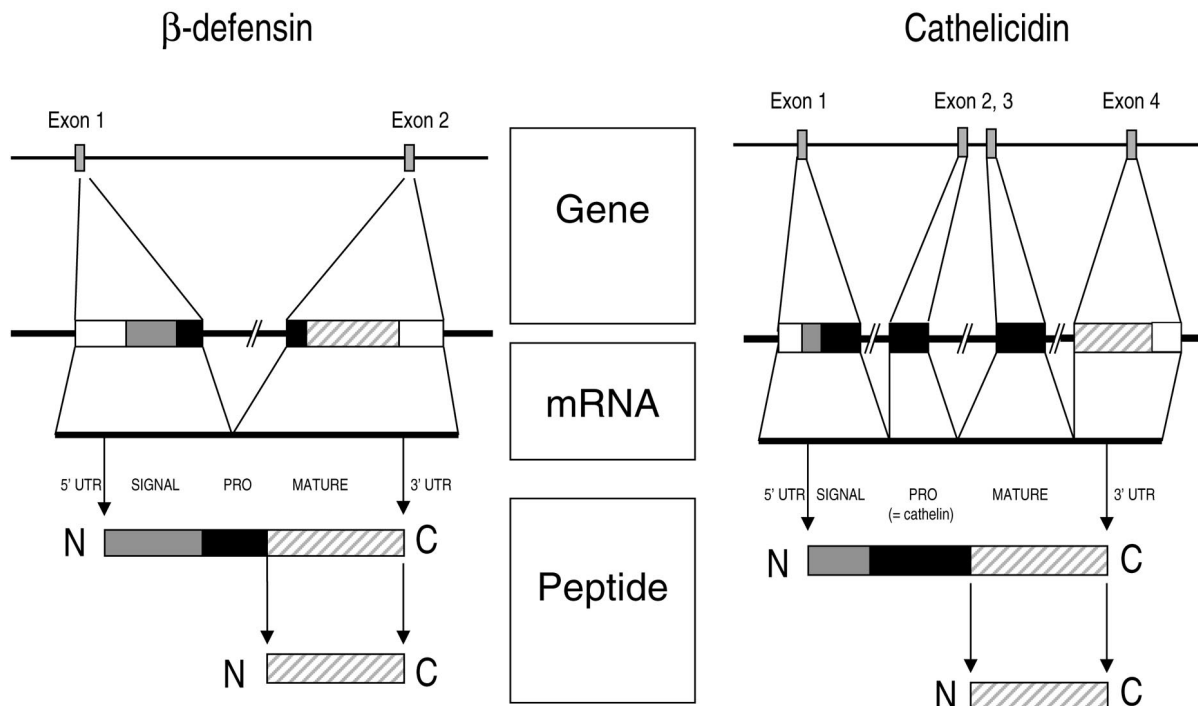 β-defensin
Cathelicidin
Exon 1
Exon 2
Exon 1
Exon 2, 3
Exon 4
Gene
mRNA
5' UTR
SIGNAL
PRO
MATURE
3' UTR
5' UTR
SIGNAL
PRO
(= cathelin)
MATURE
3' UTR
N
C
N
C
Peptide
N
C
N
C